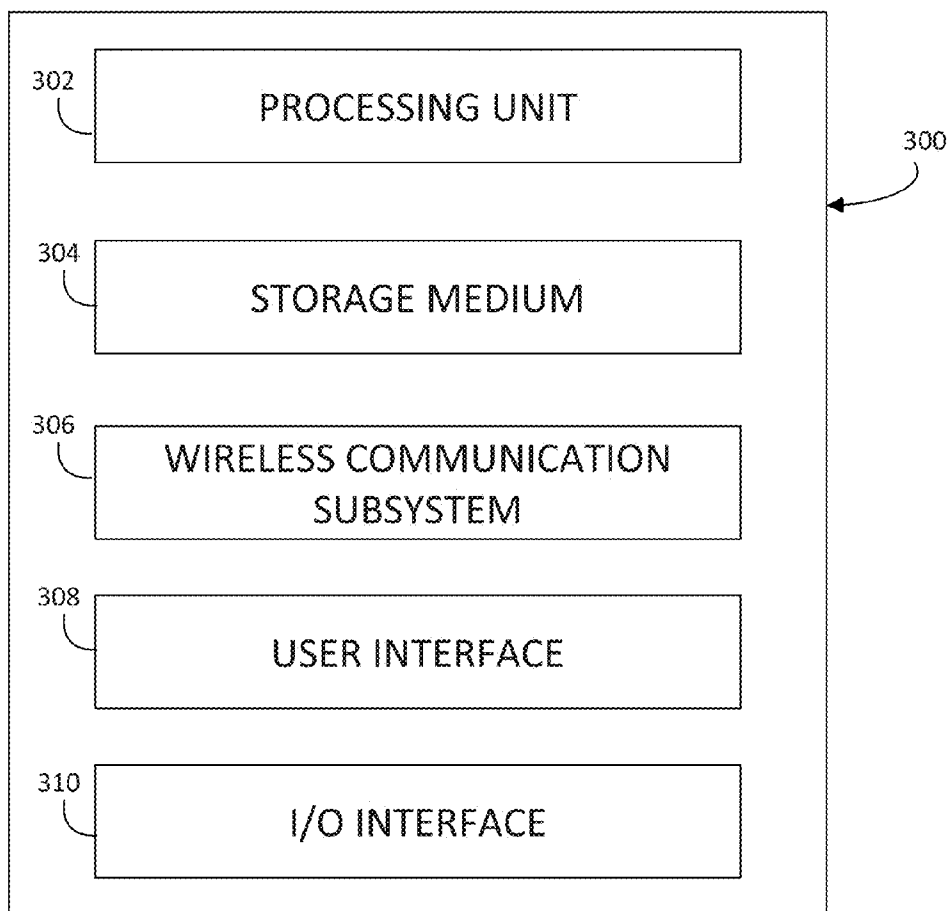 302
PROCESSING UNIT
300
304
STORAGE MEDIUM
306
WIRELESS COMMUNICATION
SUBSYSTEM
308
USER INTERFACE
310
I/O INTERFACE